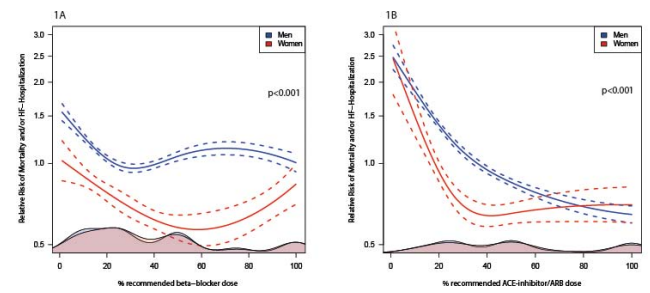 1A
Men
Women
p<0.001
3.0
2.5
2.0
1.5
1.0
0.5
Relative Risk of Mortality and/or HF-Hospitalization
0 20 40 60 80 100
% recommended beta-blocker dose
1B
Men
Women
p<0.001
3.0
2.5
2.0
1.5
1.0
0.5
Relative Risk of Mortality and/or HF-Hospitalization
0 20 40 60 80 100
% recommended ACE-inhibitor/ARB dose